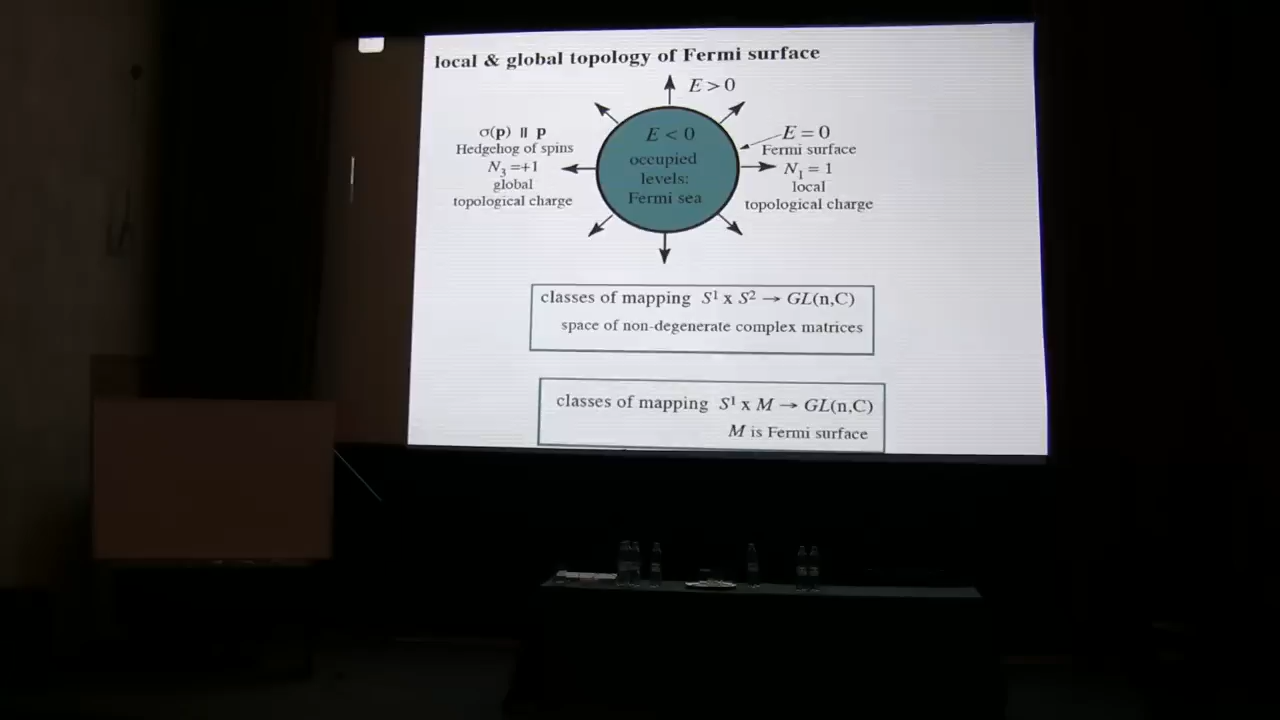 local & global topology of Fermi surface
E > 0
σ(p) || p
Hedgehog of spins
N₃ =+1
global
topological charge
E < 0
occupied
levels:
Fermi sea
E = 0
Fermi surface
N₁ = 1
local
topological charge
classes of mapping S¹ x S² → GL(n,C)
space of non-degenerate complex matrices
classes of mapping S¹ x M → GL(n,C)
M is Fermi surface